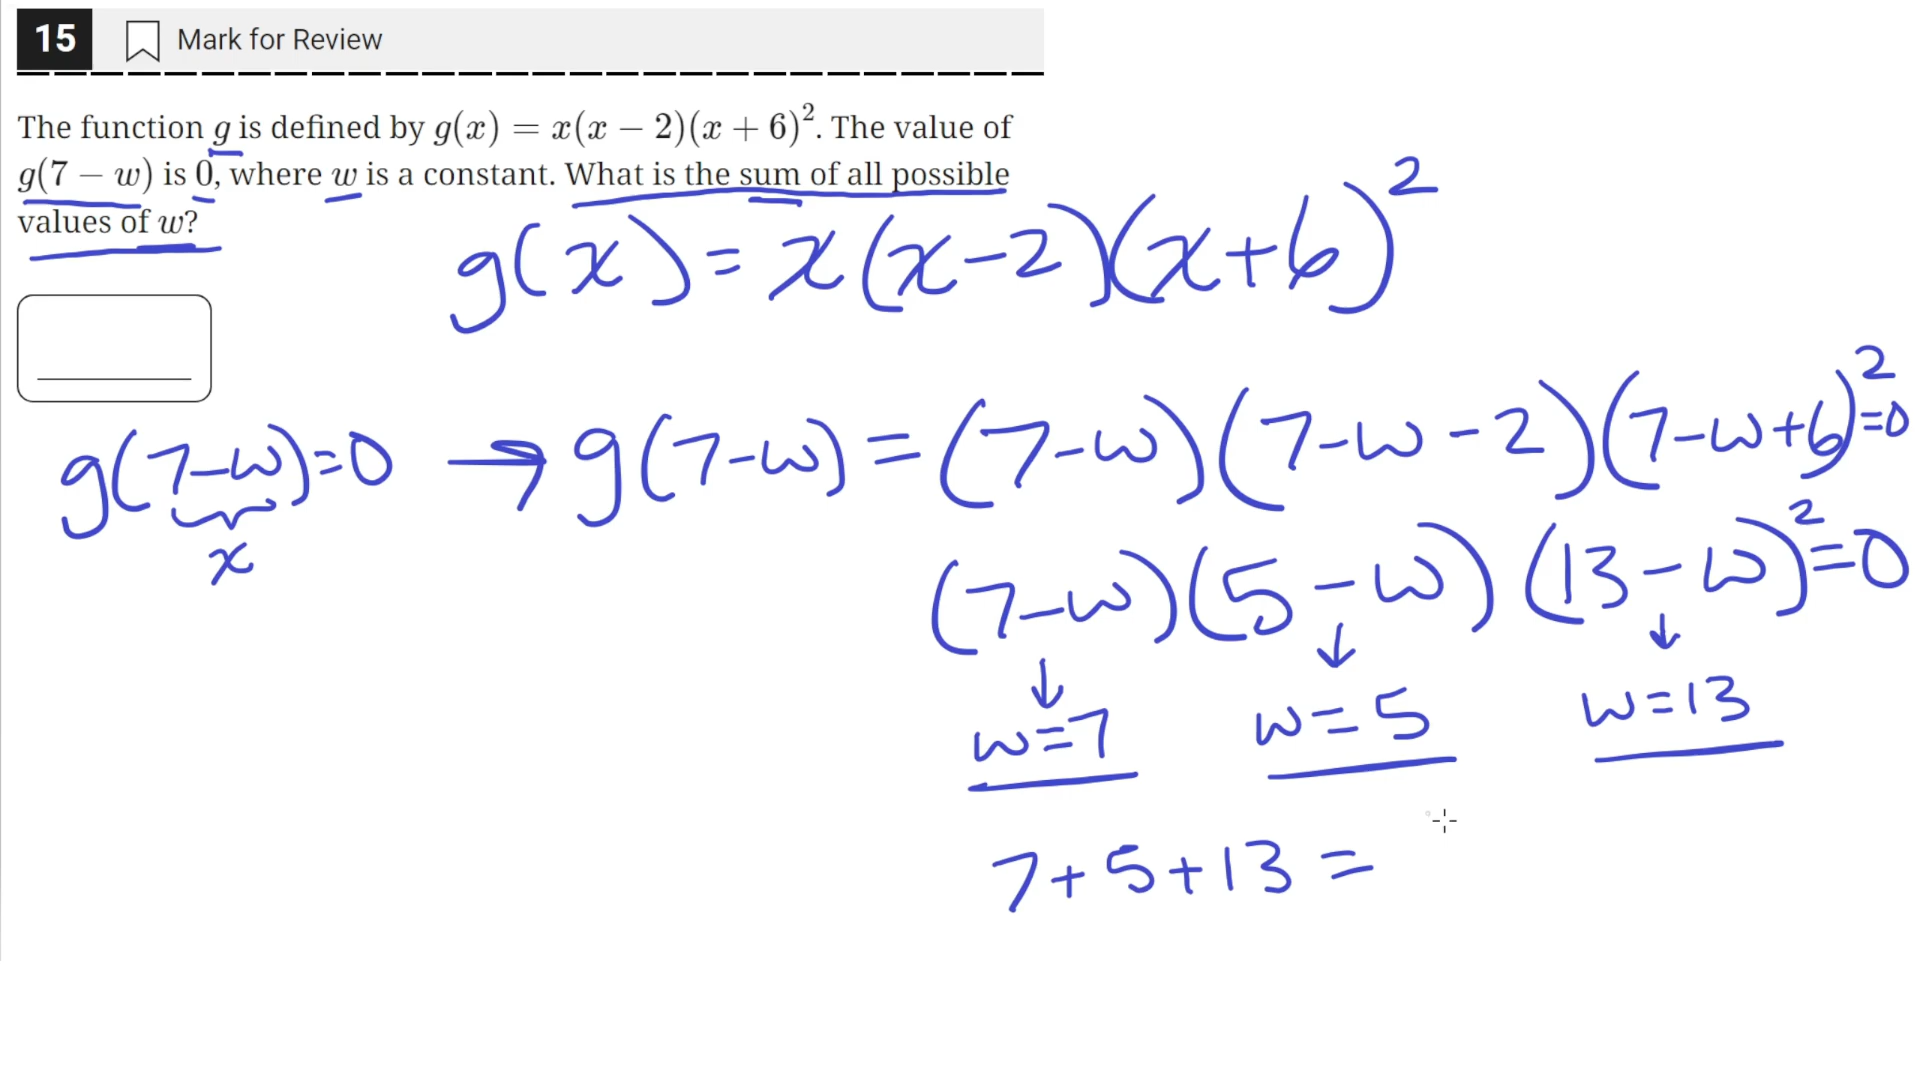 15 Mark for Review
The function g is defined by g(x) = x(x − 2)(x + 6)². The value of
g(7 − w) is 0, where w is a constant. What is the sum of all possible
values of w?
g(x) = x(x-2)(x+6)²
g(7-w)=0 → g(7-w) = (7-w)(7-w-2)(7-w+6)²=0
x
(7-w)(5-w)(13-w)²=0
↓ ↓ ↓
w=7 w=5 w=13
7+5+13=